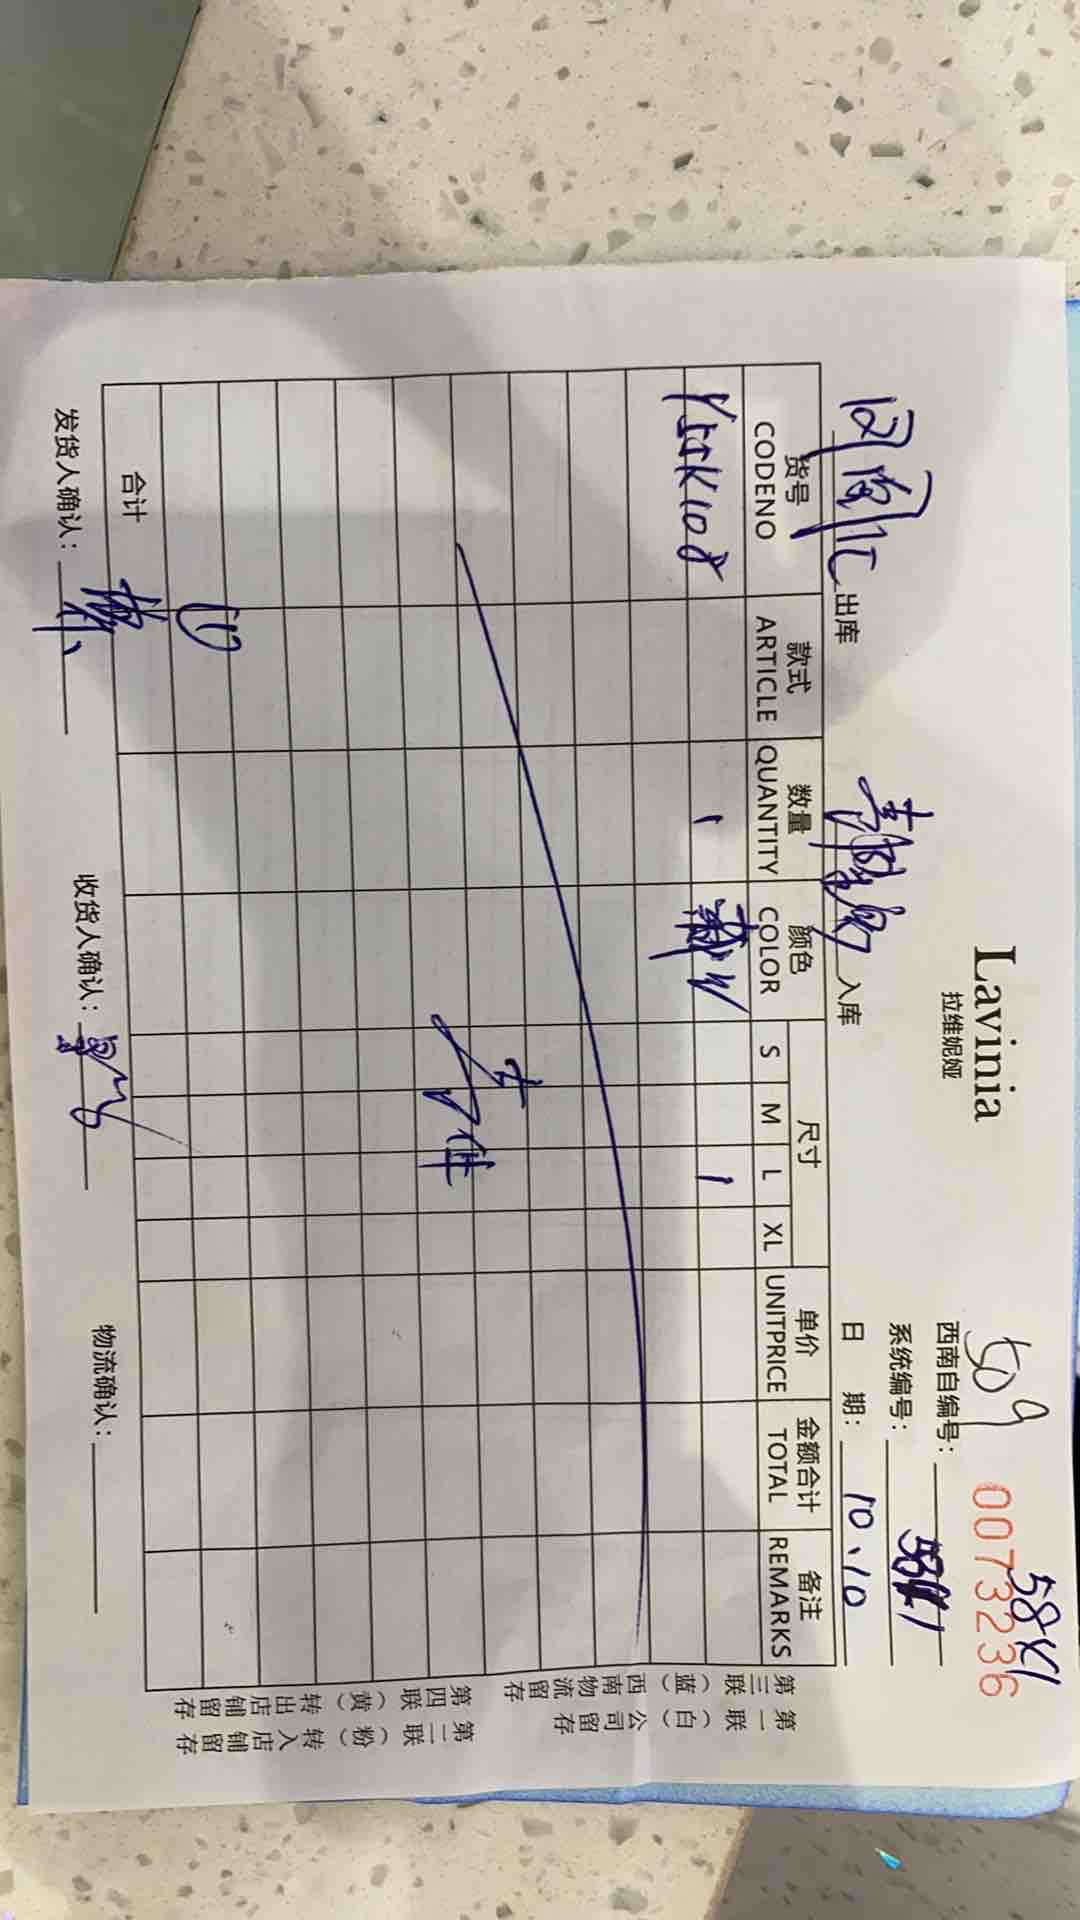 Lavinia
拉维妮娅
509 0073236
西南自编号:
系统编号:
日 期: 10、10
出库 入库
货号 款式 数量 颜色 尺寸 单价 金额合计 备注
CODENO ARTICLE QUANTITY COLOR S M L XL UNITPRICE TOTAL REMARKS
1 1
壹件
合计
发货人确认: 收货人确认: 物流确认:
第一联(白)公司留存
第二联(粉)转入店铺留存
第三联(蓝)西南物流留存
第四联(黄)转出店铺留存